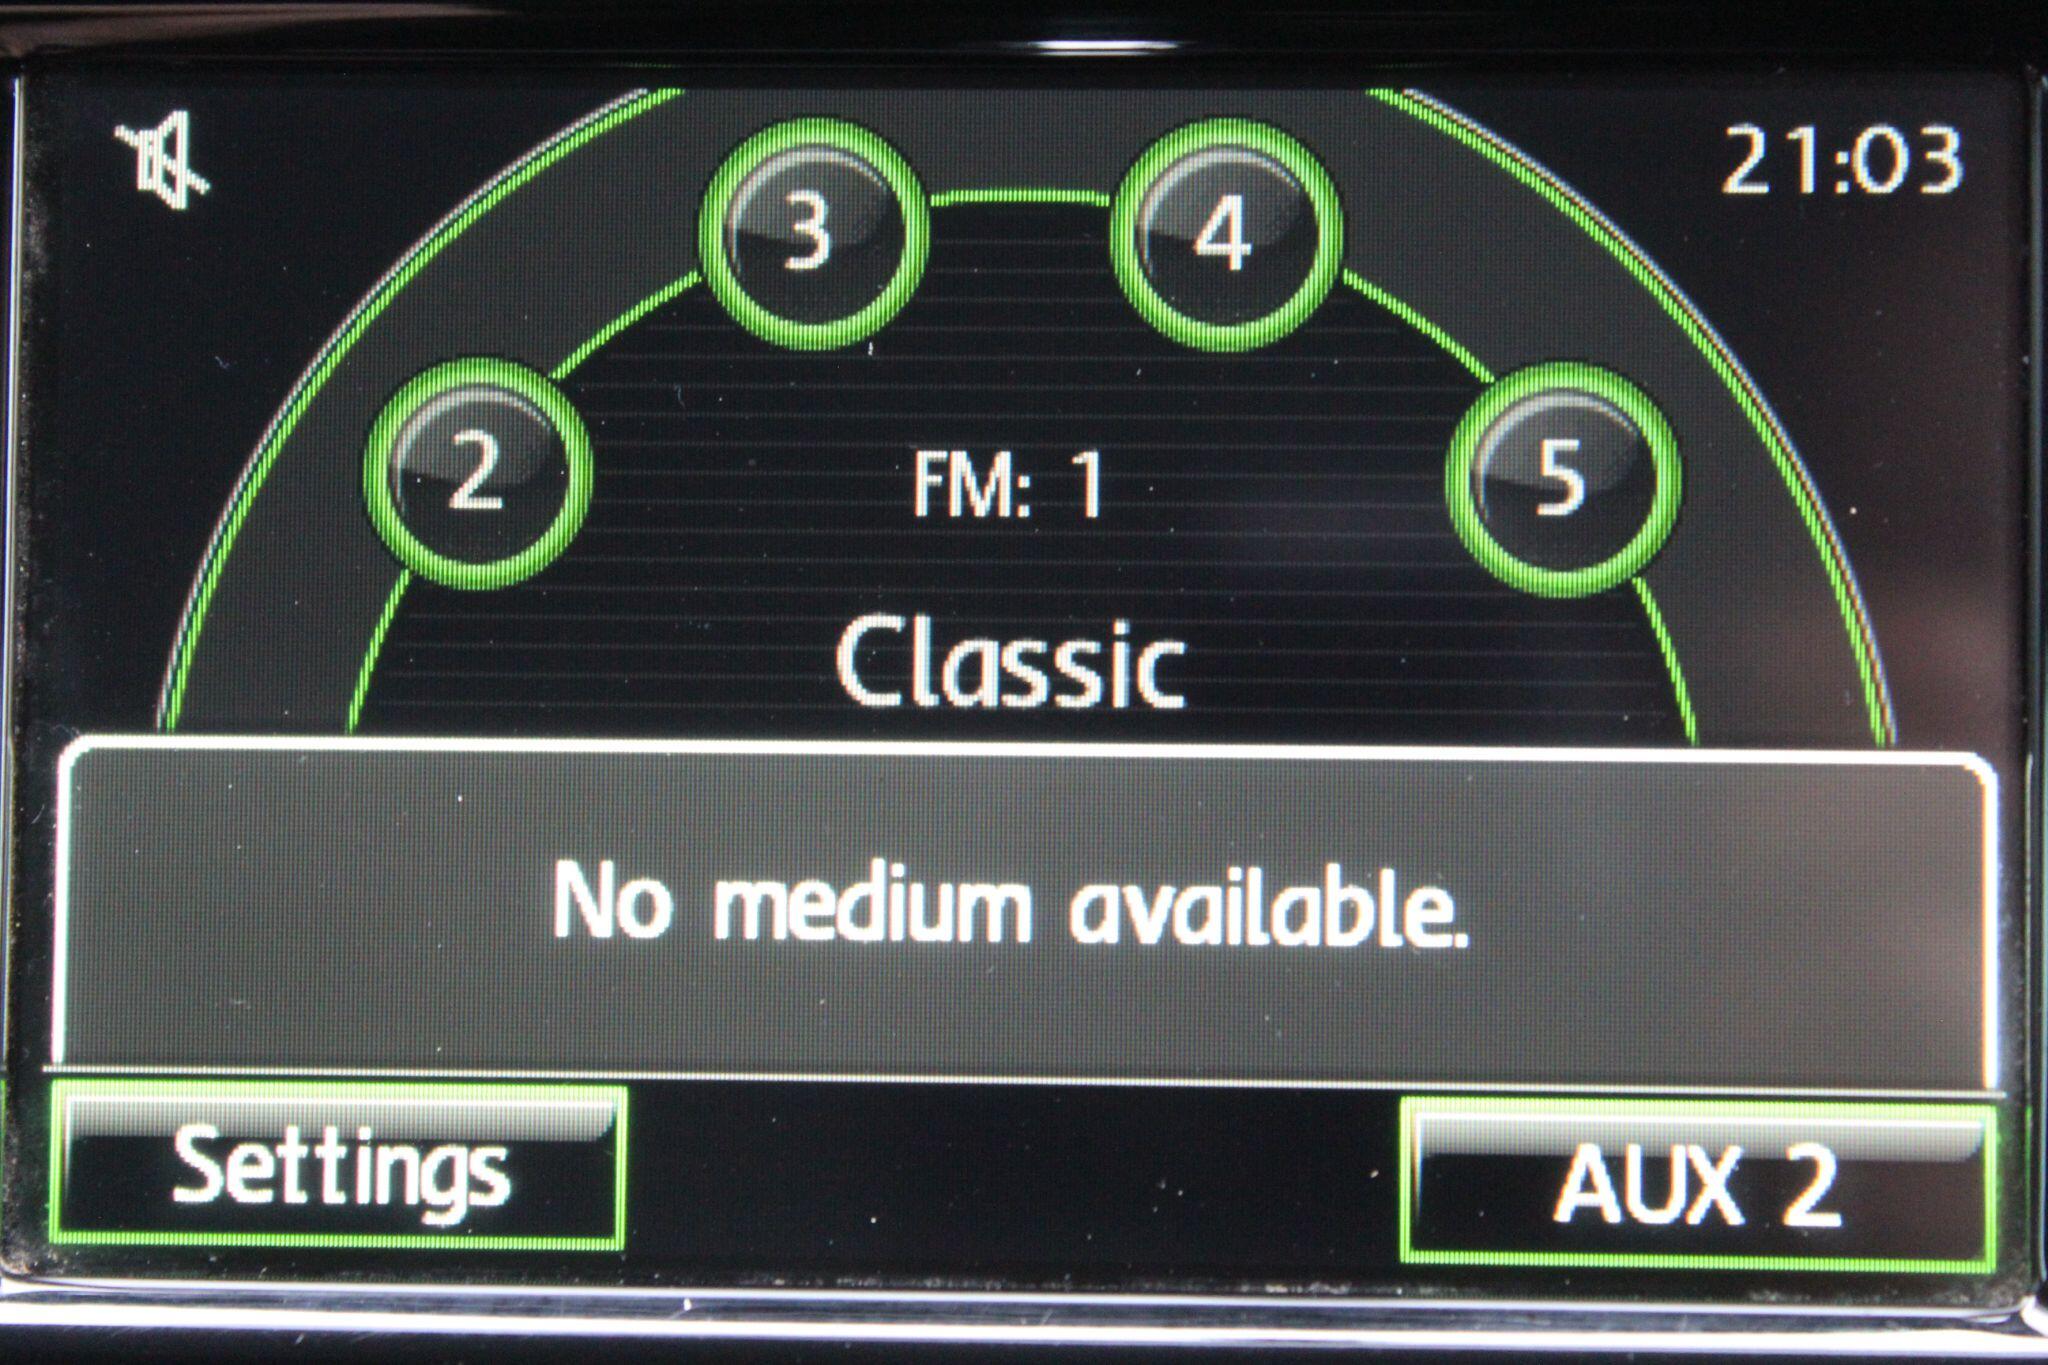 21:03
3 4
2 5
FM: 1
Classic
No medium available.
Settings AUX 2